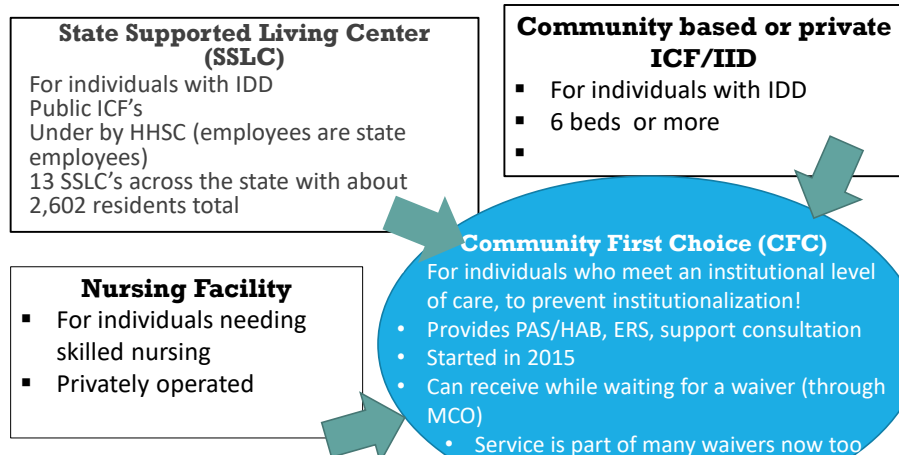 State Supported Living Center
(SSLC)
For individuals with IDD
Public ICF’s
Under by HHSC (employees are state
employees)
13 SSLC’s across the state with about
2,602 residents total
Community based or private
ICF/IID
▪ For individuals with IDD
▪ 6 beds or more
▪
Nursing Facility
▪ For individuals needing
skilled nursing
▪ Privately operated
Community First Choice (CFC)
For individuals who meet an institutional level
of care, to prevent institutionalization!
• Provides PAS/HAB, ERS, support consultation
• Started in 2015
• Can receive while waiting for a waiver (through
MCO)
• Service is part of many waivers now too